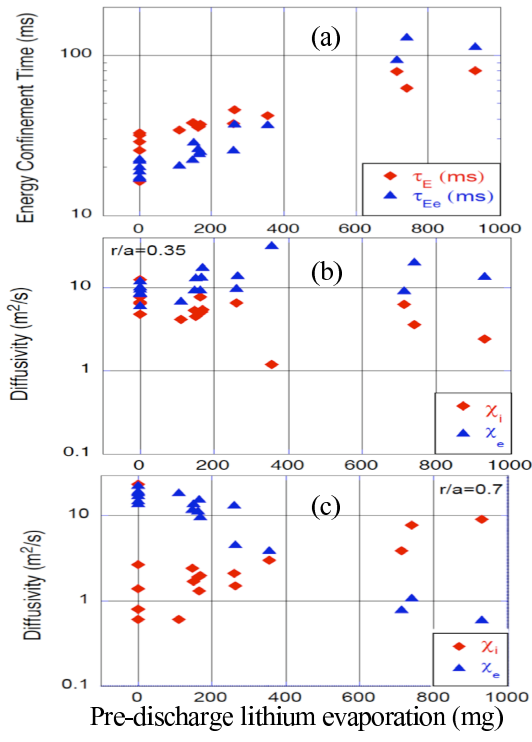 (a)
Energy Confinement Time (ms)
100
10
τE (ms)
τEe (ms)
0 200 400 600 800 1000
r/a=0.35
(b)
Diffusivity (m²/s)
10
1
0.1
χi
χe
0 200 400 600 800 1000
(c)
r/a=0.7
Diffusivity (m²/s)
10
1
0.1
χi
χe
0 200 400 600 800 1000
Pre-discharge lithium evaporation (mg)